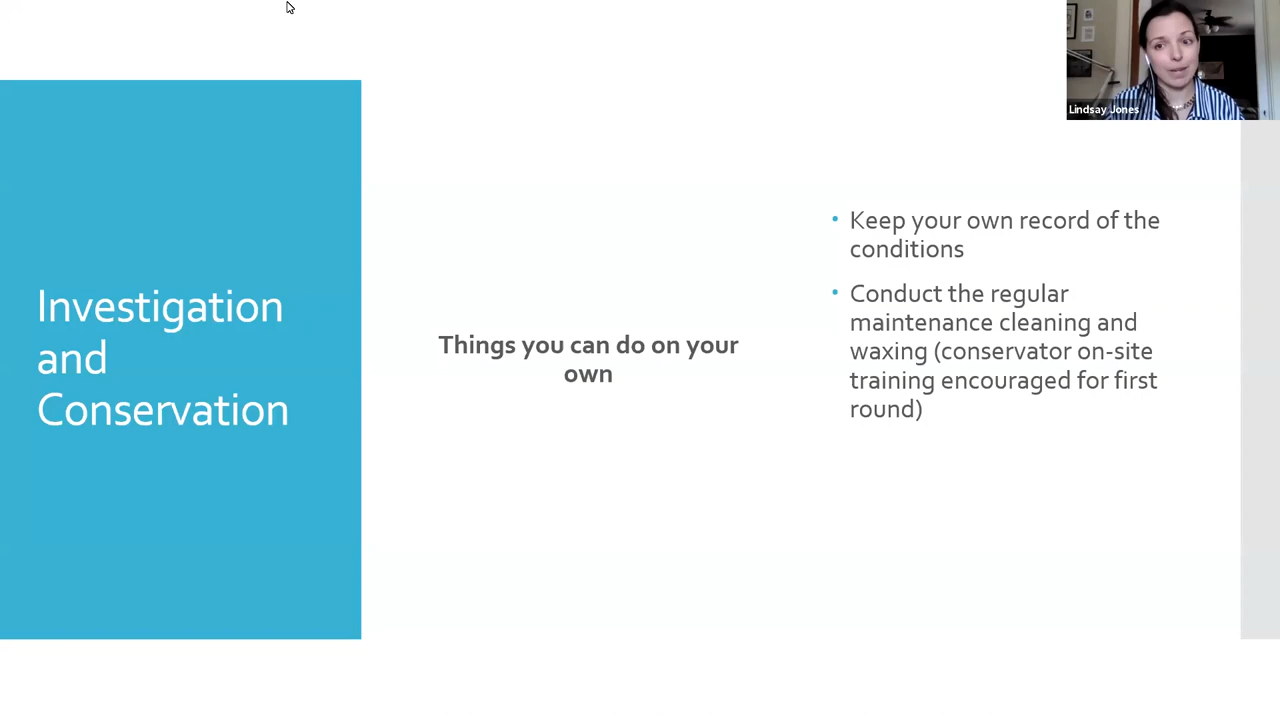 Investigation
and
Conservation
Things you can do on your
own
• Keep your own record of the
conditions
• Conduct the regular
maintenance cleaning and
waxing (conservator on-site
training encouraged for first
round)
Lindsay Jones